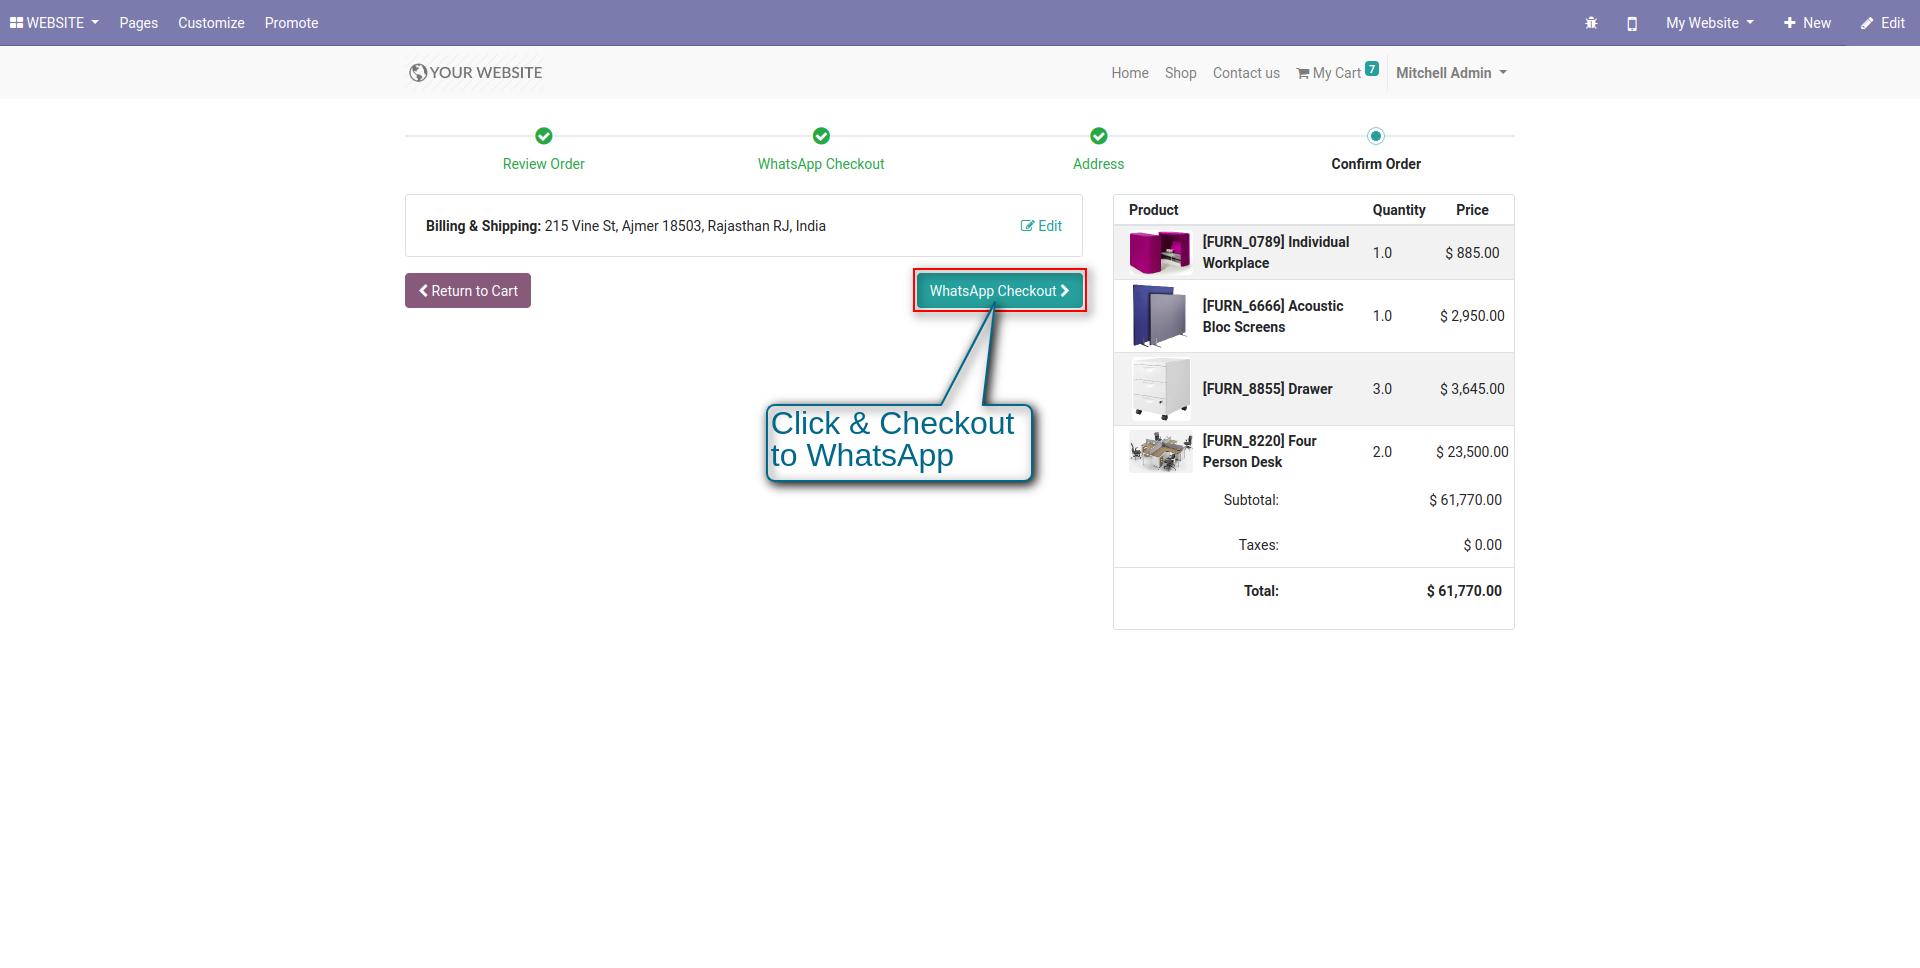 WEBSITE Pages Customize Promote My Website New Edit
YOUR WEBSITE Home Shop Contact us My Cart 7 Mitchell Admin
Review Order WhatsApp Checkout Address Confirm Order
Billing & Shipping: 215 Vine St, Ajmer 18503, Rajasthan RJ, India Edit
Return to Cart WhatsApp Checkout
Click & Checkout
to WhatsApp
Product Quantity Price
[FURN_0789] Individual
Workplace 1.0 $ 885.00
[FURN_6666] Acoustic
Bloc Screens 1.0 $ 2,950.00
[FURN_8855] Drawer 3.0 $ 3,645.00
[FURN_8220] Four
Person Desk 2.0 $ 23,500.00
Subtotal: $ 61,770.00
Taxes: $ 0.00
Total: $ 61,770.00